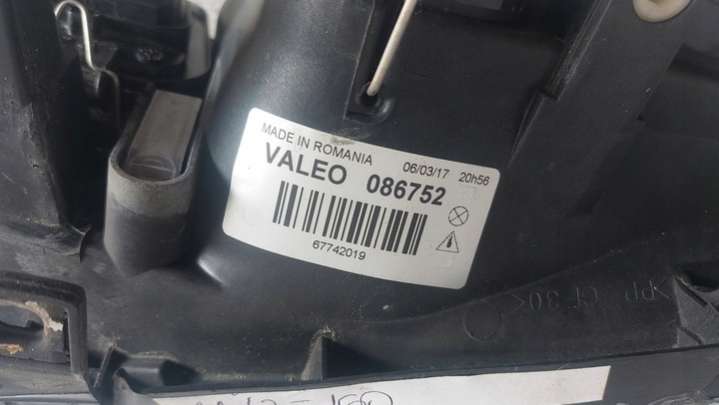 MADE IN ROMANIA 06/03/17 20h56
VALEO 086752
67742019